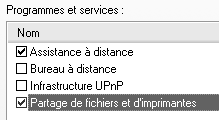 Programmes et services :
Nom
Assistance à distance
Bureau à distance
Infrastructure UPnP
Partage de fichiers et d'imprimantes